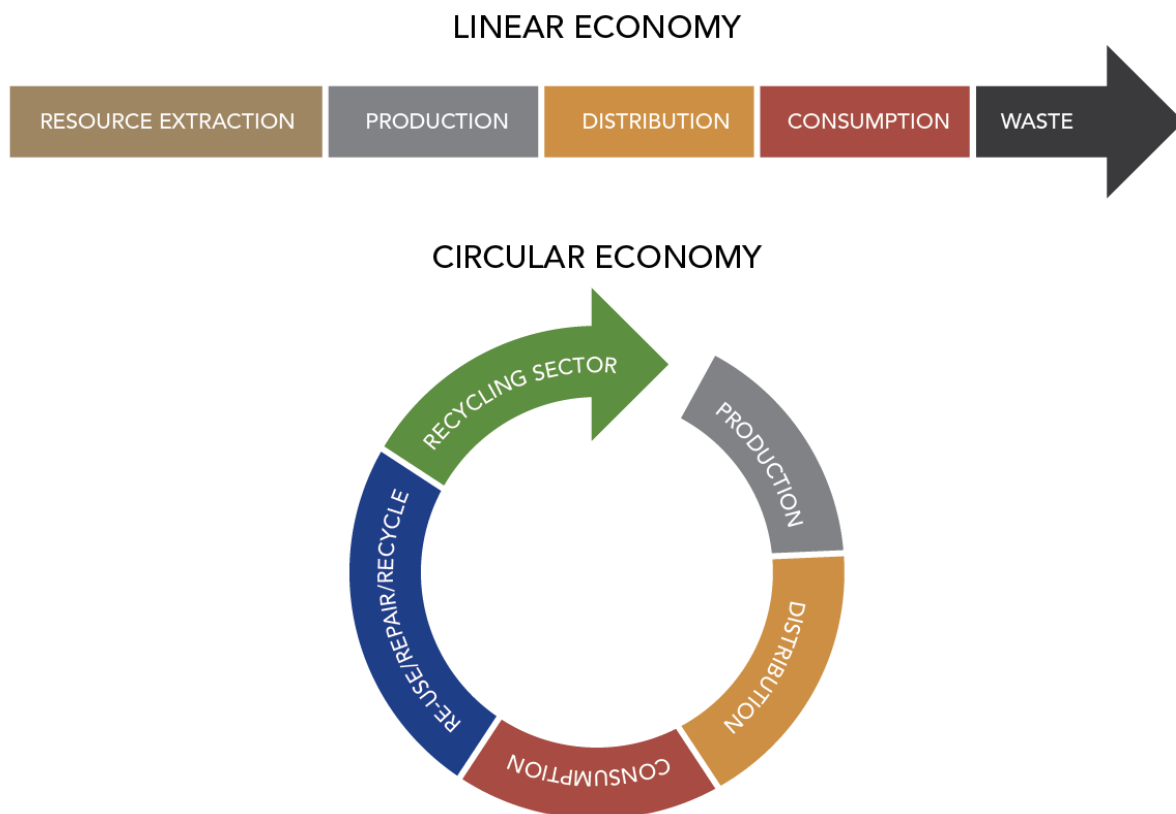 LINEAR ECONOMY
RESOURCE EXTRACTION
PRODUCTION
DISTRIBUTION
CONSUMPTION
WASTE
CIRCULAR ECONOMY
PRODUCTION
DISTRIBUTION
CONSUMPTION
RE-USE/REPAIR/RECYCLE
RECYCLING SECTOR